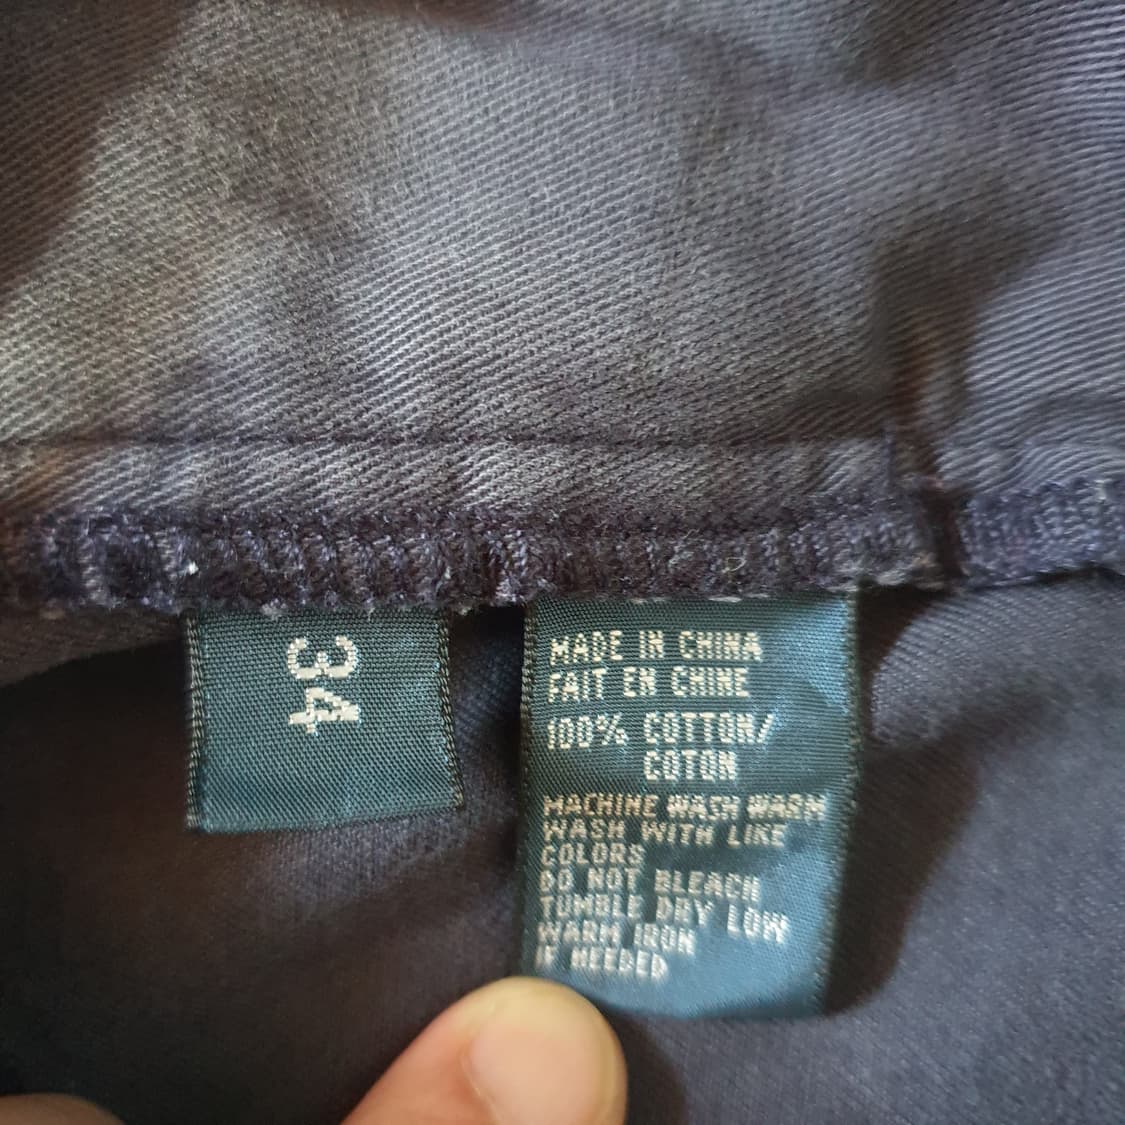 34
MADE IN CHINA
FAIT EN CHINE
100% COTTON/
COTON
MACHINE WASH WARM
WASH WITH LIKE
COLORS
DO NOT BLEACH
TUMBLE DRY LOW
WARM IRON
IF NEEDED